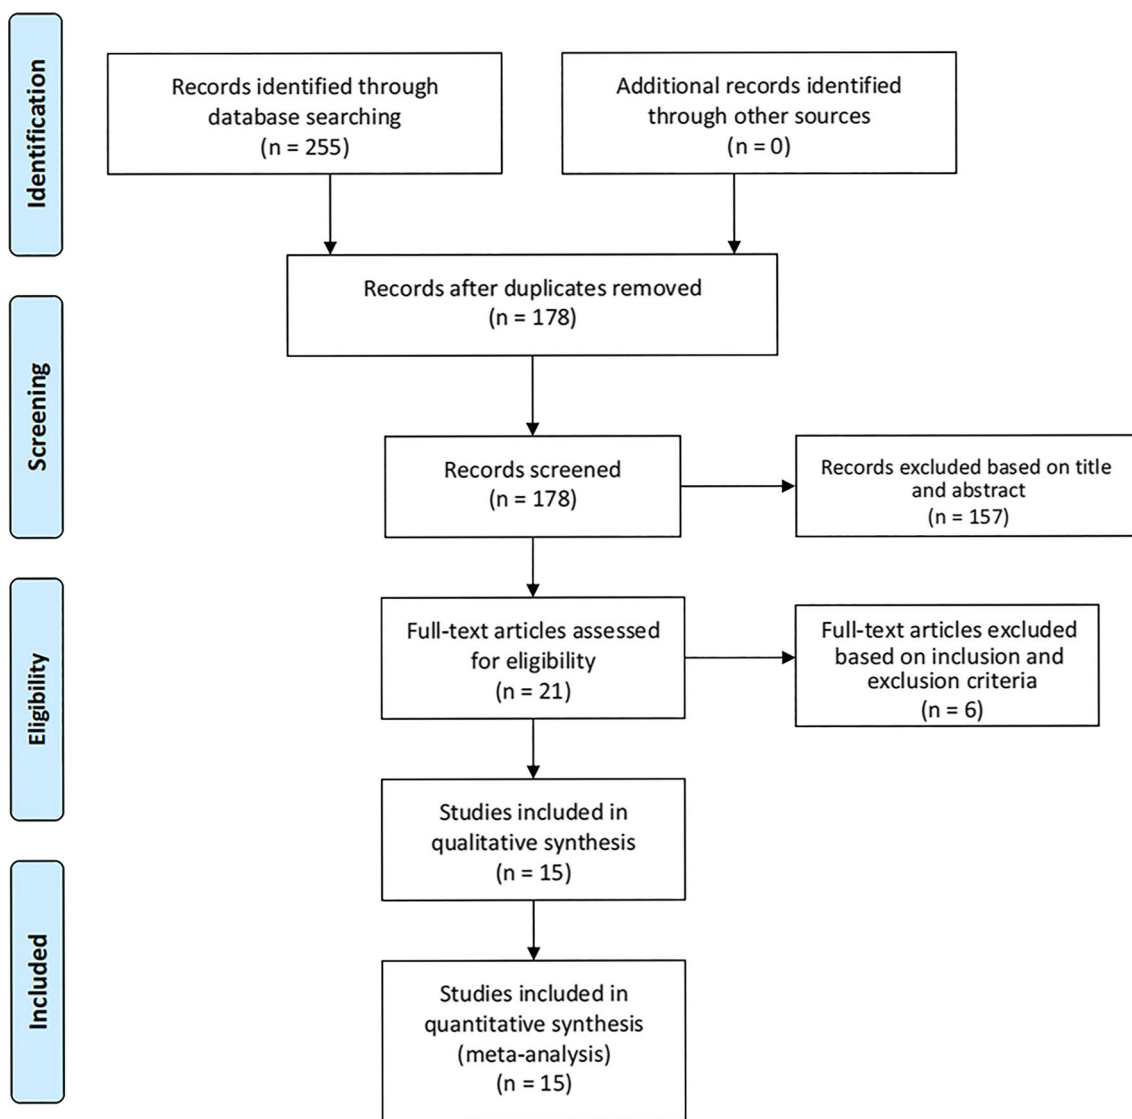 Identification
Records identified through
database searching
(n = 255)
Additional records identified
through other sources
(n = 0)
Records after duplicates removed
(n = 178)
Screening
Records screened
(n = 178)
Records excluded based on title
and abstract
(n = 157)
Eligibility
Full-text articles assessed
for eligibility
(n = 21)
Full-text articles excluded
based on inclusion and
exclusion criteria
(n = 6)
Studies included in
qualitative synthesis
(n = 15)
Included
Studies included in
quantitative synthesis
(meta-analysis)
(n = 15)